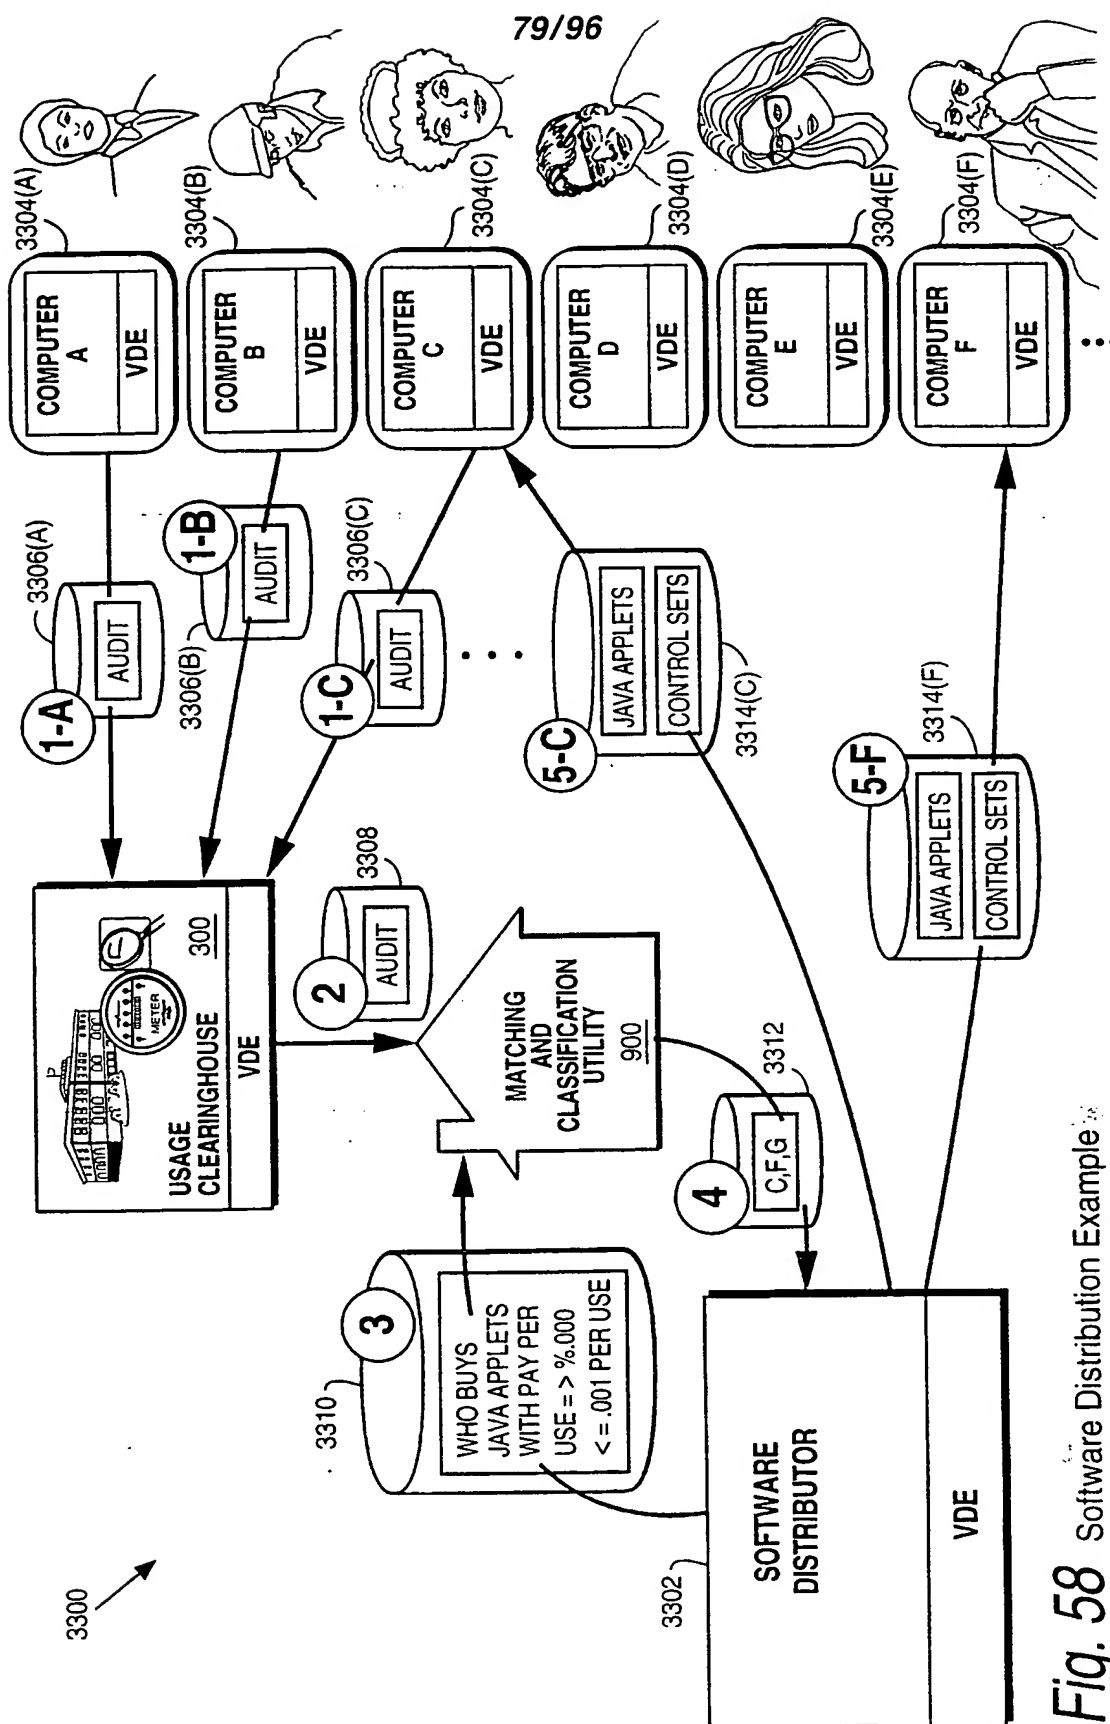 79/96
3300
USAGE
CLEARINGHOUSE
300
METER
VDE
1-A
AUDIT
3306(A)
COMPUTER
A
VDE
3304(A)
1-B
AUDIT
3306(B)
COMPUTER
B
VDE
3304(B)
1-C
AUDIT
3306(C)
COMPUTER
C
VDE
3304(C)
COMPUTER
D
VDE
3304(D)
COMPUTER
E
VDE
3304(E)
COMPUTER
F
VDE
3304(F)
2
AUDIT
3308
MATCHING
AND
CLASSIFICATION
UTILITY
900
3310
3
WHO BUYS
JAVA APPLETS
WITH PAY PER
USE = > %.000
< = .001 PER USE
4
C,F,G
3312
5-C
JAVA APPLETS
CONTROL SETS
3314(C)
5-F
JAVA APPLETS
CONTROL SETS
3314(F)
3302
SOFTWARE
DISTRIBUTOR
VDE
Fig. 58 Software Distribution Example